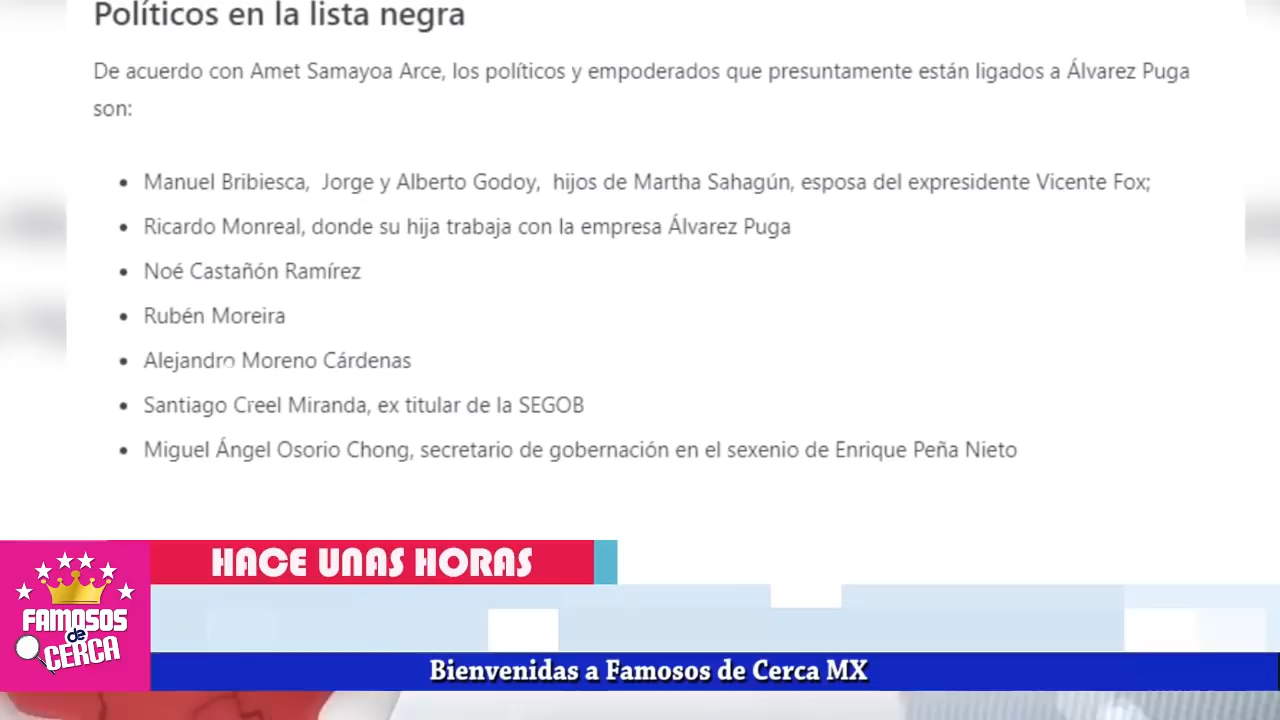 Políticos en la lista negra
De acuerdo con Amet Samayoa Arce, los políticos y empoderados que presuntamente están ligados a Álvarez Puga
son:
Manuel Bribiesca, Jorge y Alberto Godoy, hijos de Martha Sahagún, esposa del expresidente Vicente Fox;
Ricardo Monreal, donde su hija trabaja con la empresa Álvarez Puga
Noé Castañón Ramírez
Rubén Moreira
Alejandro Moreno Cárdenas
Santiago Creel Miranda, ex titular de la SEGOB
Miguel Ángel Osorio Chong, secretario de gobernación en el sexenio de Enrique Peña Nieto
HACE UNAS HORAS
FAMOSOS
de
CERCA
Bienvenidas a Famosos de Cerca MX